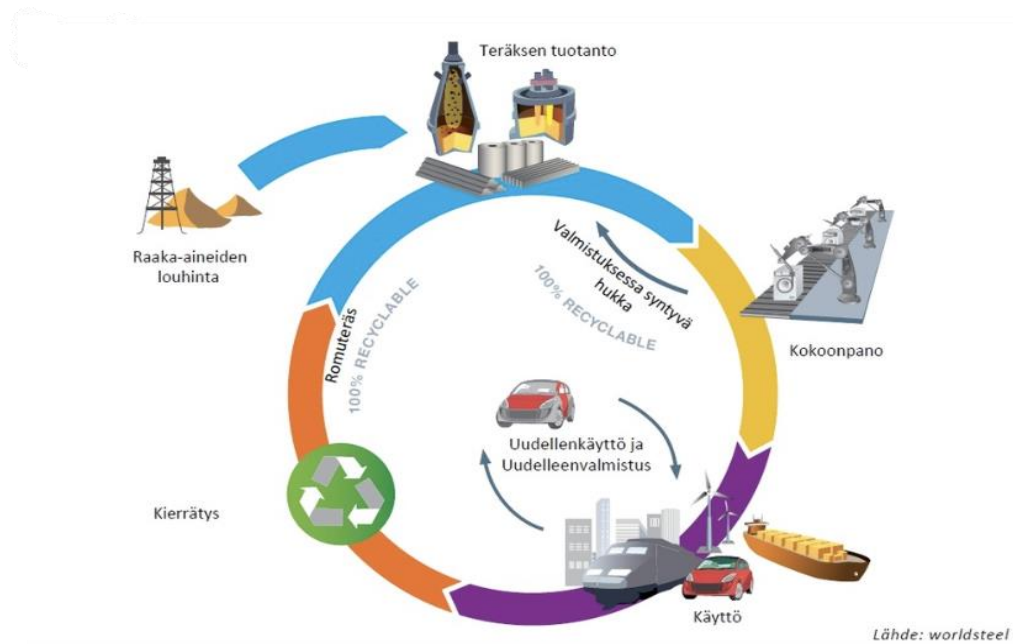 Teräksen tuotanto
Raaka-aineiden
louhinta
Valmistuksessa syntyvä
hukka
100% RECYCLABLE
Romuteräs
100% RECYCLABLE
Kokoonpano
Uudellenkäyttö ja
Uudelleenvalmistus
Kierrätys
Käyttö
Lähde: worldsteel